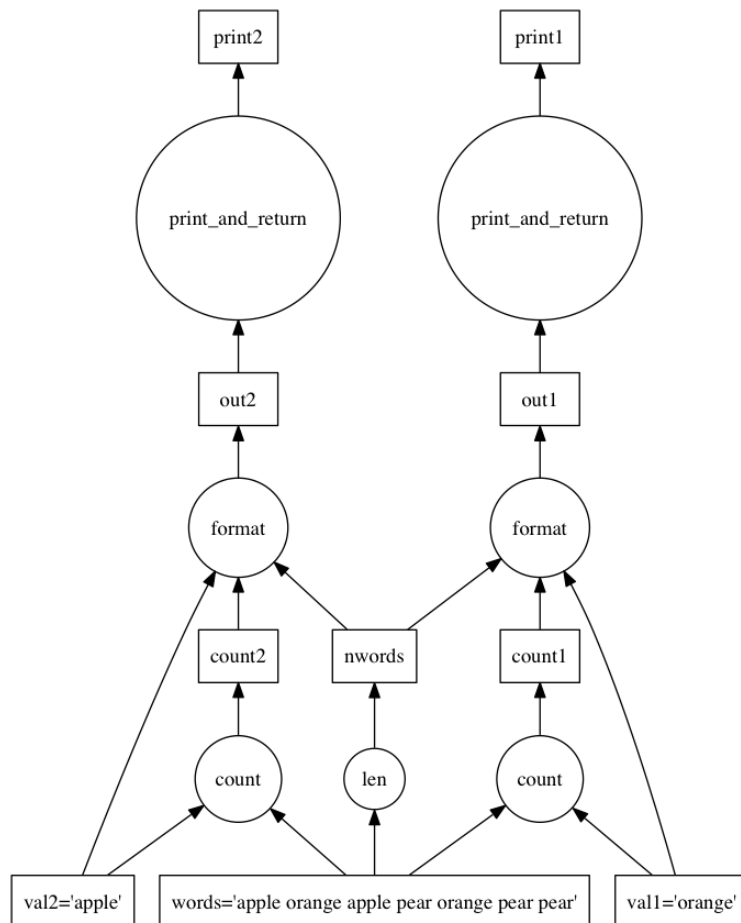 print2
print1
print_and_return
print_and_return
out2
out1
format
format
count2
nwords
count1
count
len
count
val2='apple'
words='apple orange apple pear orange pear pear'
val1='orange'